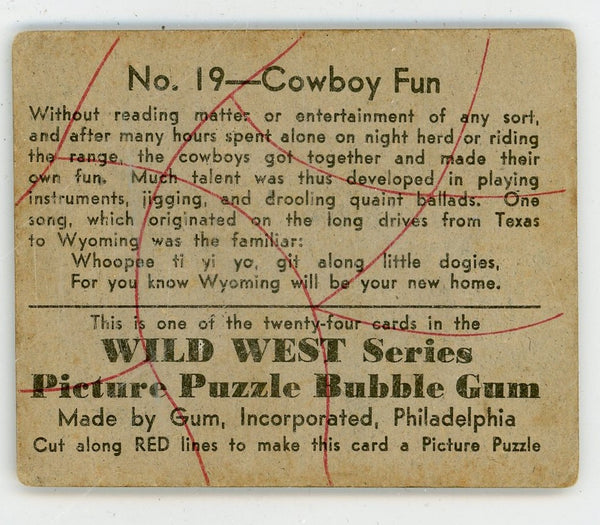 No. 19—Cowboy Fun
Without reading matter or entertainment of any sort,
and after many hours spent alone on night herd or riding
the range, the cowboys got together and made their
own fun. Much talent was thus developed in playing
instruments, jigging, and drooling quaint ballads. One
song, which originated on the long drives from Texas
to Wyoming was the familiar:
Whoopee ti yi yo, git along little dogies,
For you know Wyoming will be your new home.
This is one of the twenty-four cards in the
WILD WEST Series
Picture Puzzle Bubble Gum
Made by Gum, Incorporated, Philadelphia
Cut along RED lines to make this card a Picture Puzzle